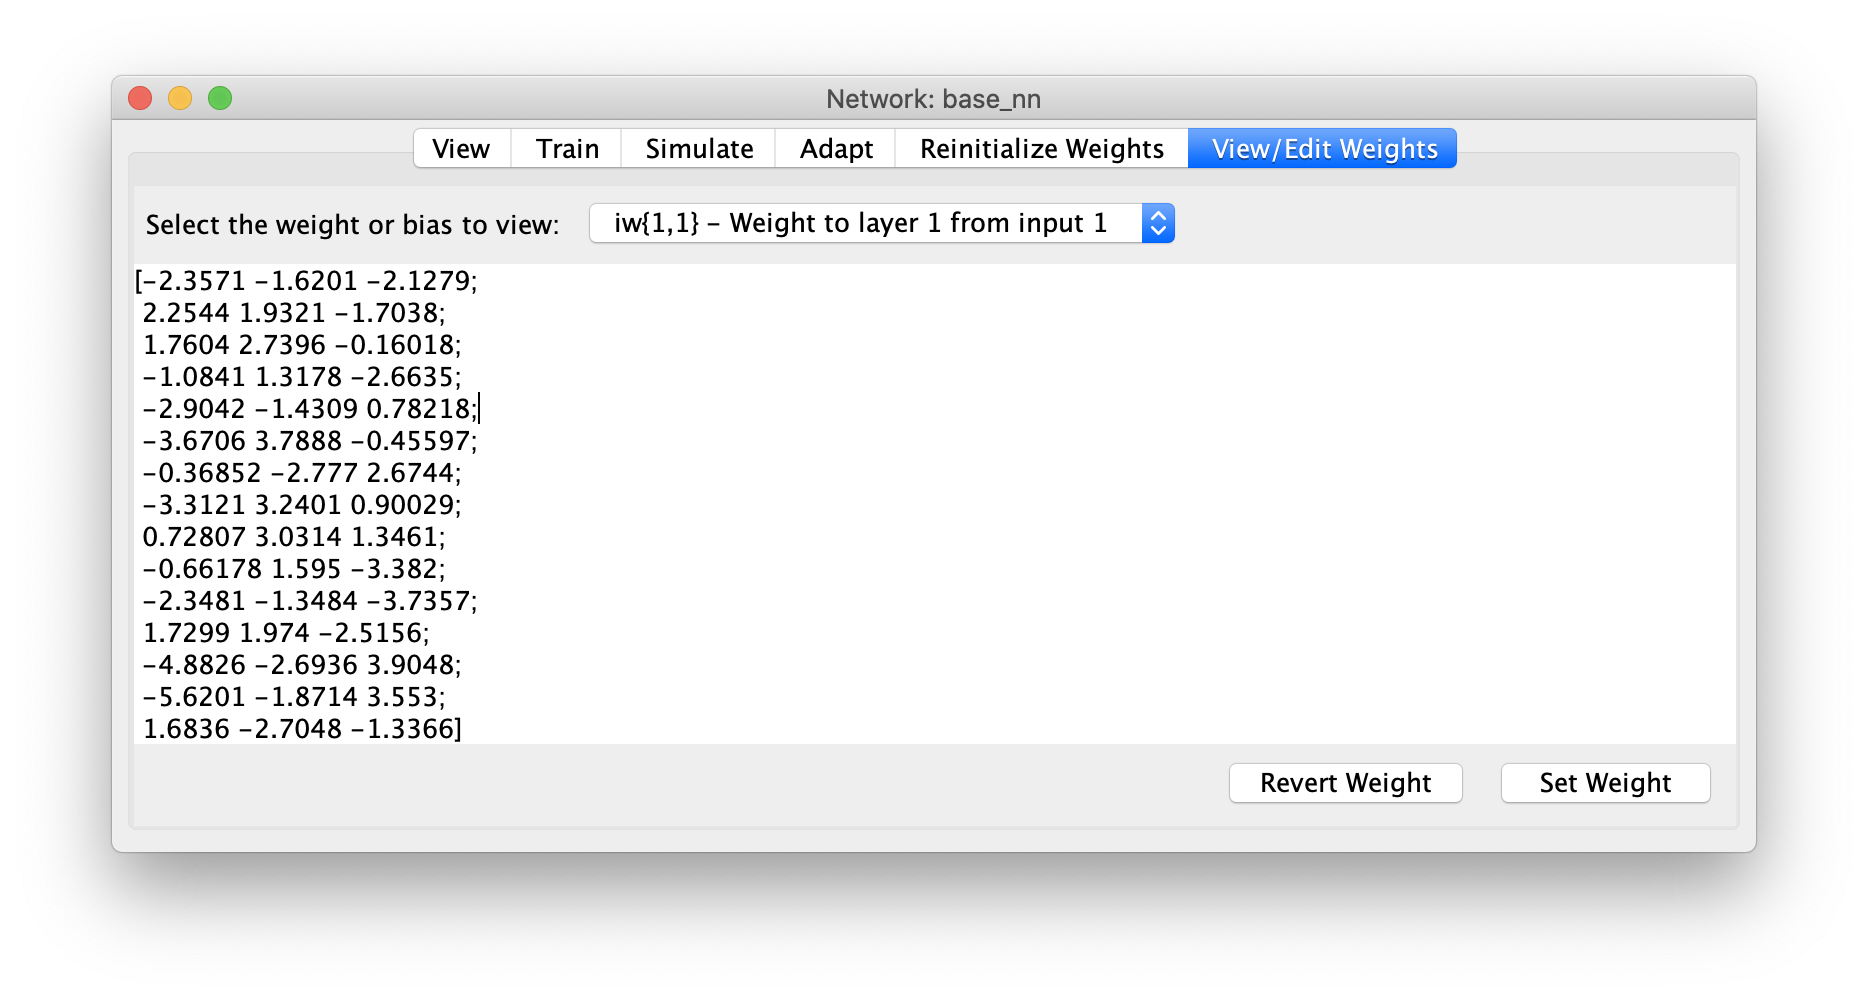 Network: base_nn
View Train Simulate Adapt Reinitialize Weights View/Edit Weights
Select the weight or bias to view: iw{1,1} - Weight to layer 1 from input 1
[-2.3571 -1.6201 -2.1279;
2.2544 1.9321 -1.7038;
1.7604 2.7396 -0.16018;
-1.0841 1.3178 -2.6635;
-2.9042 -1.4309 0.78218;
-3.6706 3.7888 -0.45597;
-0.36852 -2.777 2.6744;
-3.3121 3.2401 0.90029;
0.72807 3.0314 1.3461;
-0.66178 1.595 -3.382;
-2.3481 -1.3484 -3.7357;
1.7299 1.974 -2.5156;
-4.8826 -2.6936 3.9048;
-5.6201 -1.8714 3.553;
1.6836 -2.7048 -1.3366]
Revert Weight Set Weight